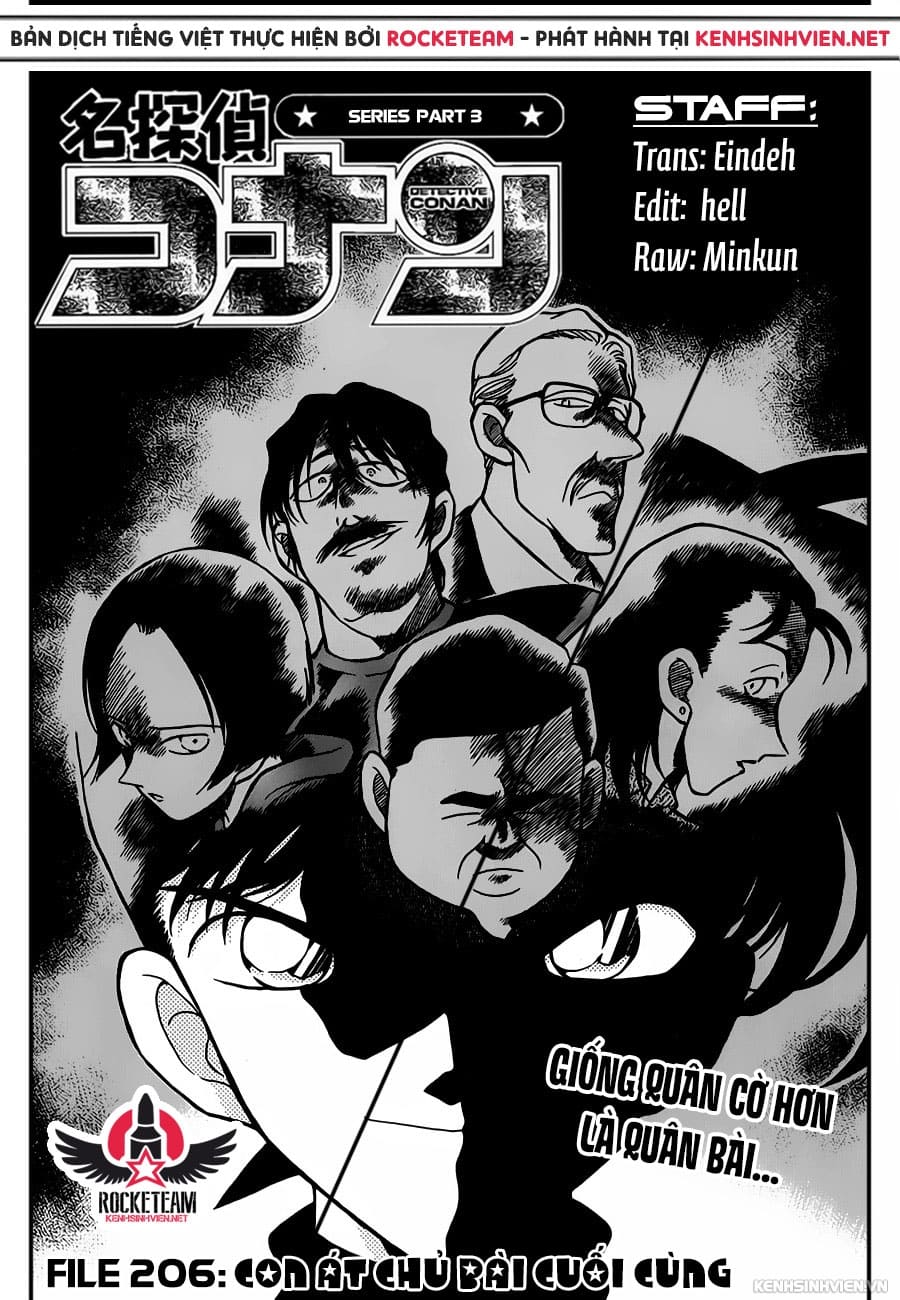 BẢN DỊCH TIẾNG VIỆT THỰC HIỆN BỞI ROCKETEAM - PHÁT HÀNH TẠI KENHSINHVIEN.NET
名探偵
SERIES PART 3
コナン
DETECTIVE
CONAN
STAFF:
Trans: Eindeh
Edit: hell
Raw: Minkun
GIỐNG QUÂN CỜ HƠN
LÀ QUÂN BÀI...
ROCKETEAM
KENHSINHVIEN.NET
FILE 206: CON ÁT CHỦ BÀI CUỐI CÙNG
KENHSINHVIEN.VN